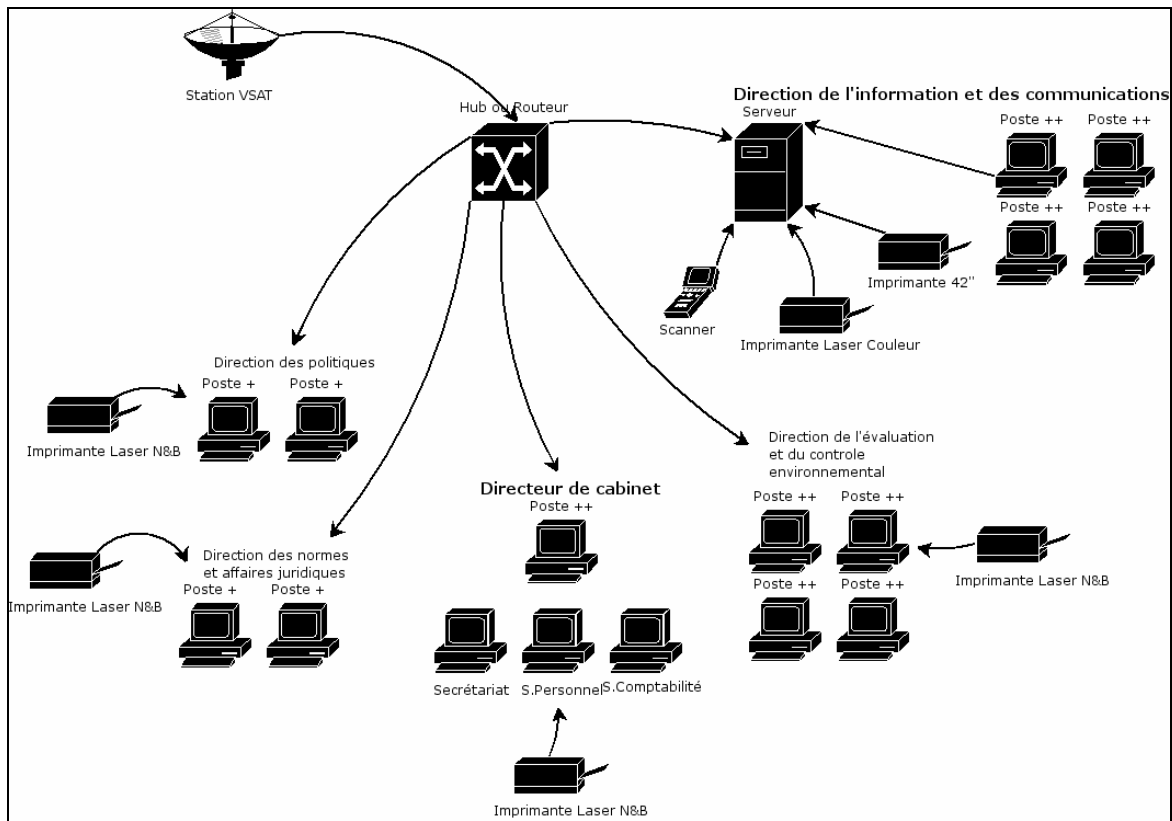 Station VSAT
Hub ou Routeur
Direction de l'information et des communications
Serveur
Poste ++
Poste ++
Poste ++
Poste ++
Imprimante 42"
Scanner
Imprimante Laser Couleur
Direction des politiques
Poste +
Poste +
Imprimante Laser N&B
Direction de l'évaluation
et du controle
environnemental
Poste ++
Poste ++
Poste ++
Poste ++
Imprimante Laser N&B
Directeur de cabinet
Poste ++
Secrétariat
S.Personnel
S.Comptabilité
Imprimante Laser N&B
Direction des normes
et affaires juridiques
Poste +
Poste +
Imprimante Laser N&B